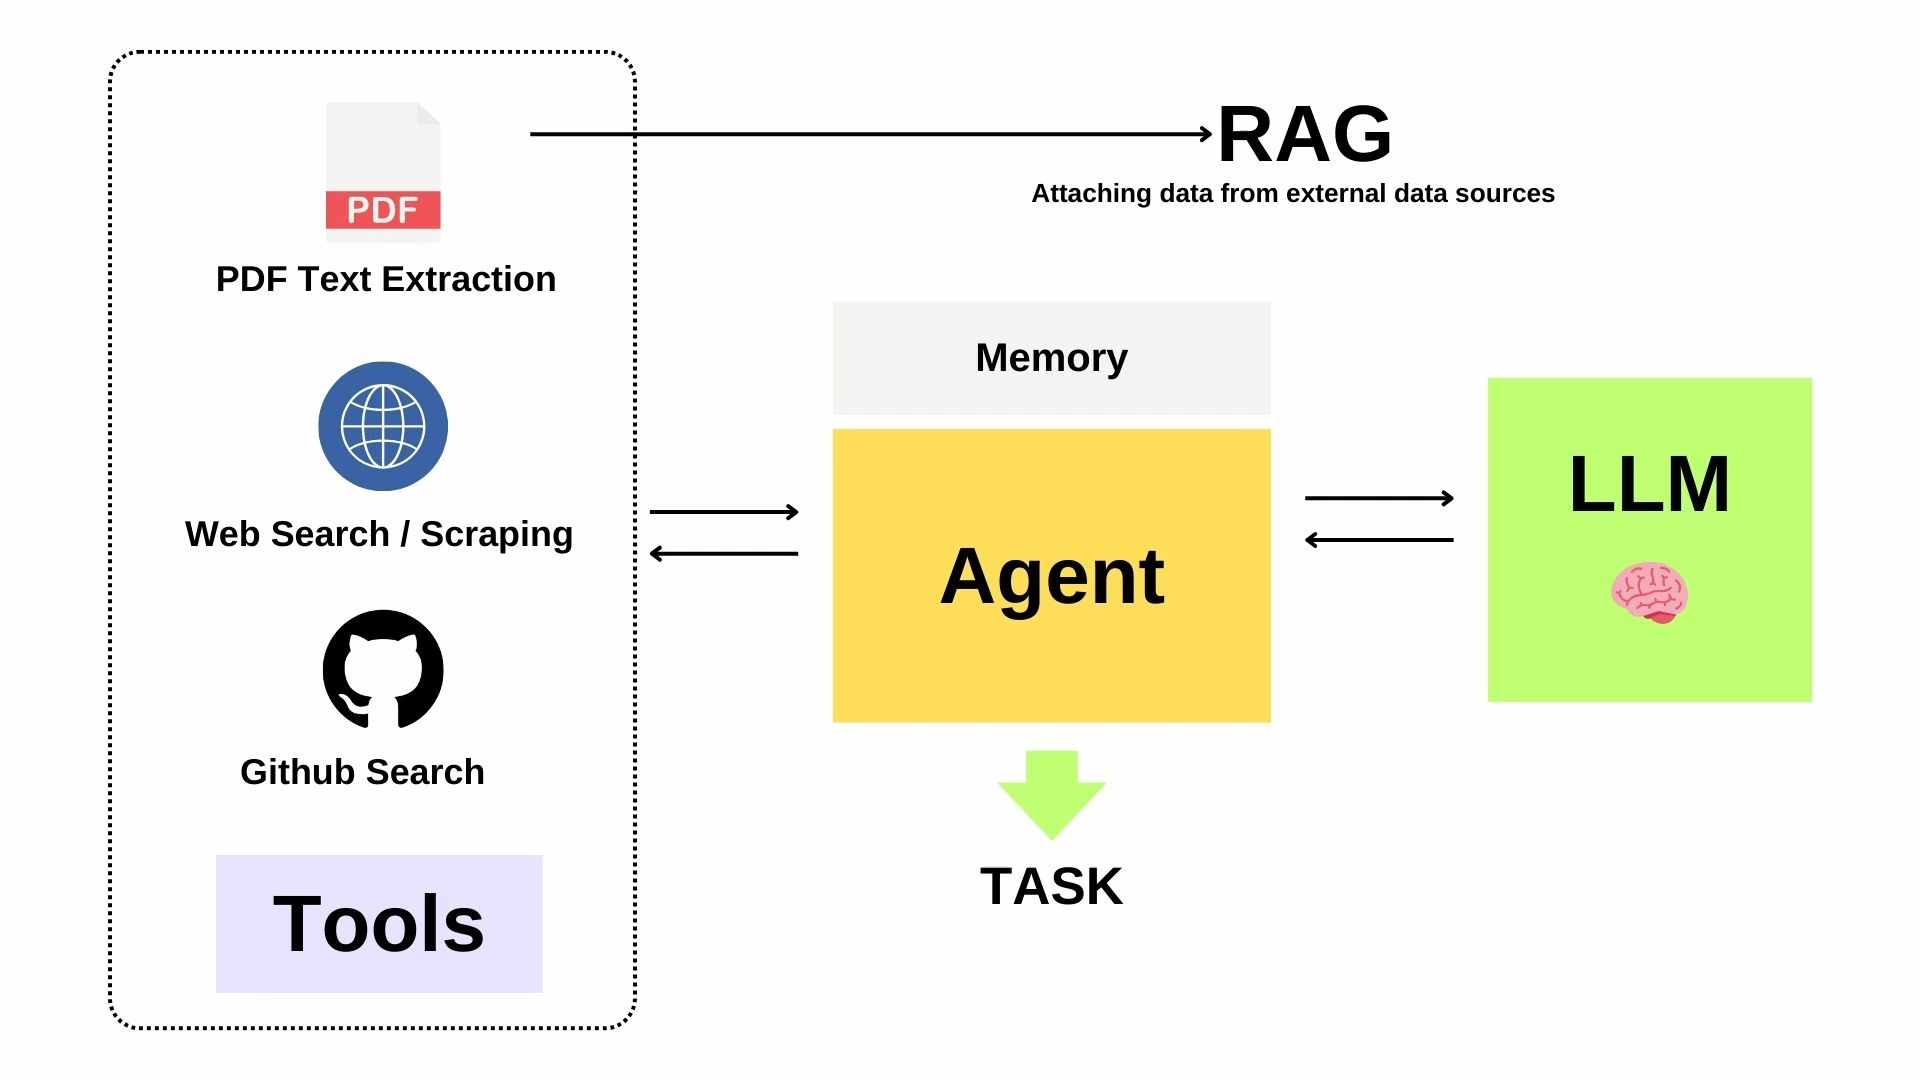 PDF
PDF Text Extraction
Web Search / Scraping
Github Search
Tools
RAG
Attaching data from external data sources
Memory
Agent
TASK
LLM